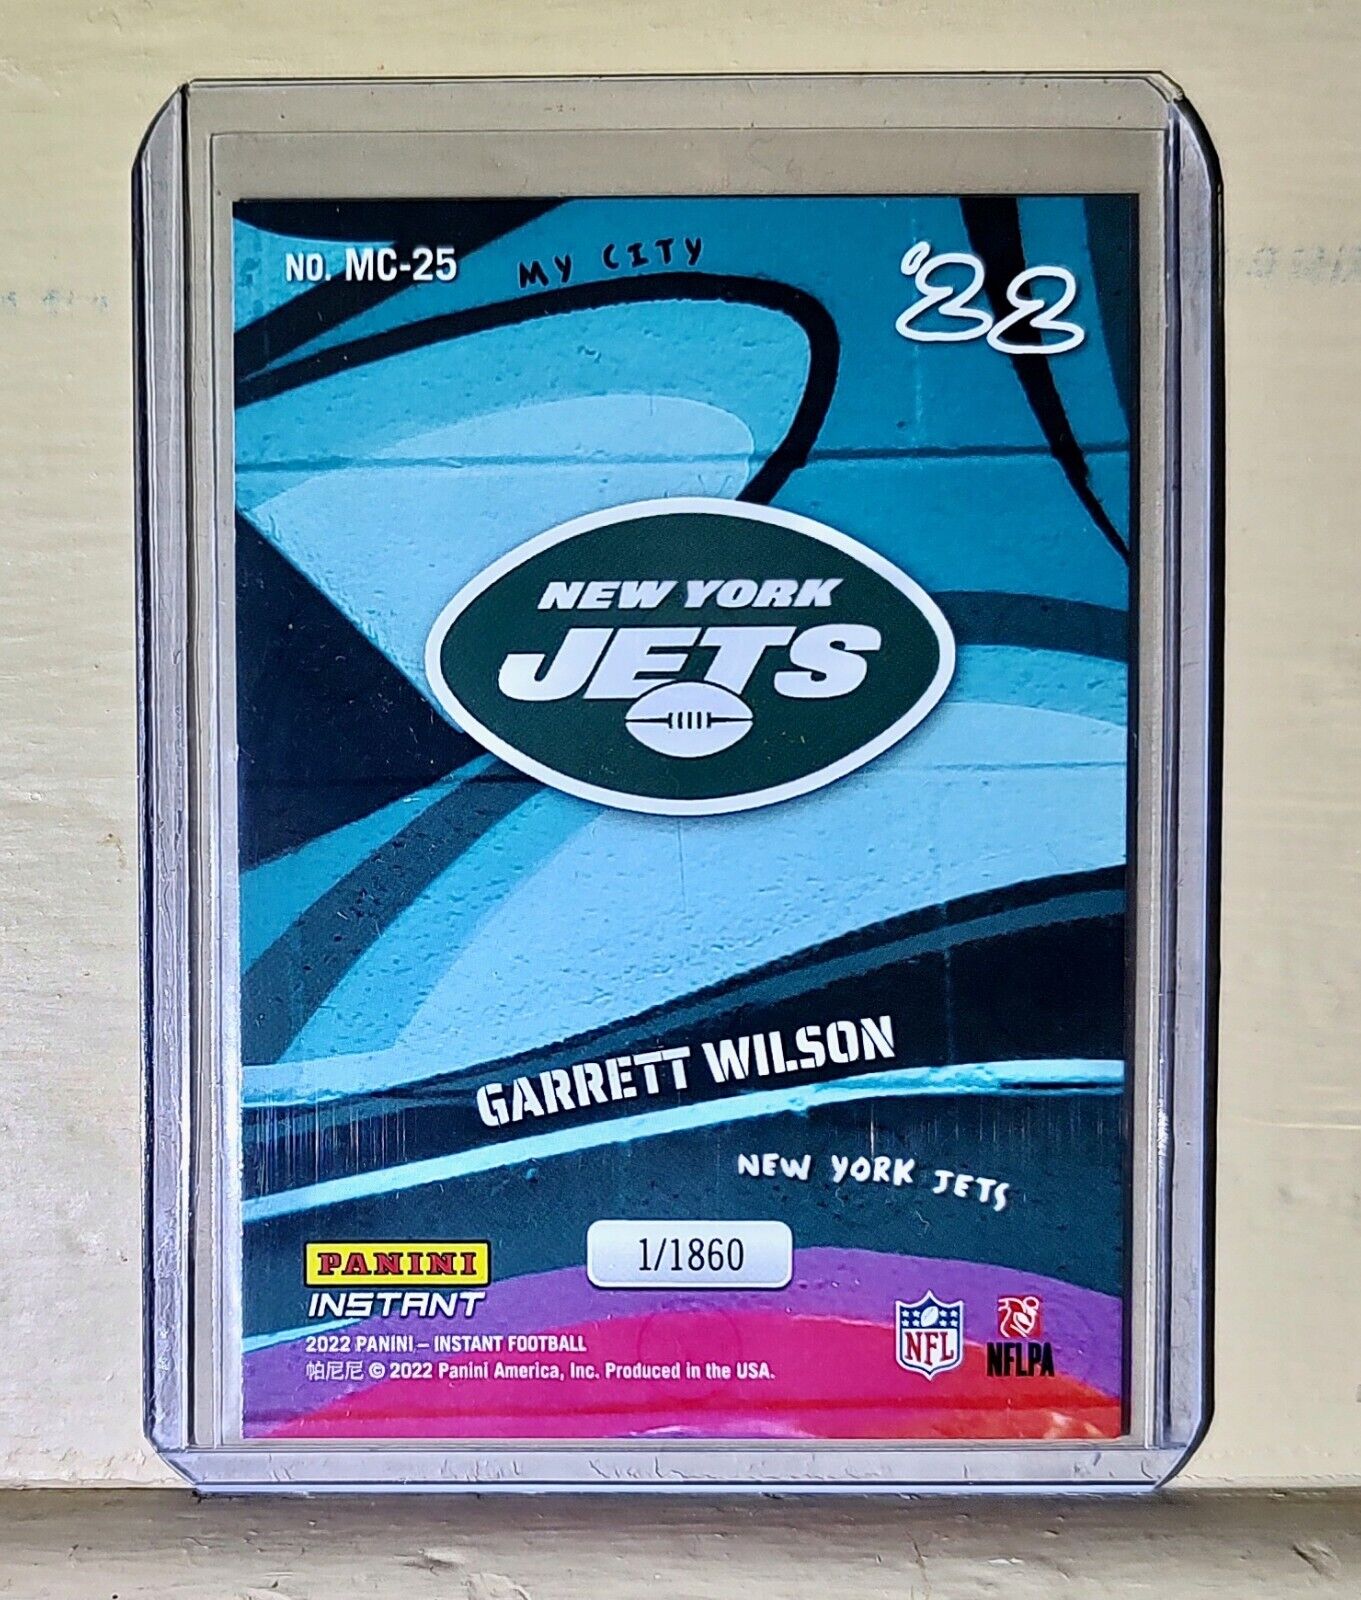 NO. MC-25
MY CITY
'22
NEW YORK
JETS
GARRETT WILSON
NEW YORK JETS
1/1860
PANINI
INSTANT
2022 PANINI – INSTANT FOOTBALL
帕尼尼 © 2022 Panini America, Inc. Produced in the USA.
NFL
NFLPA